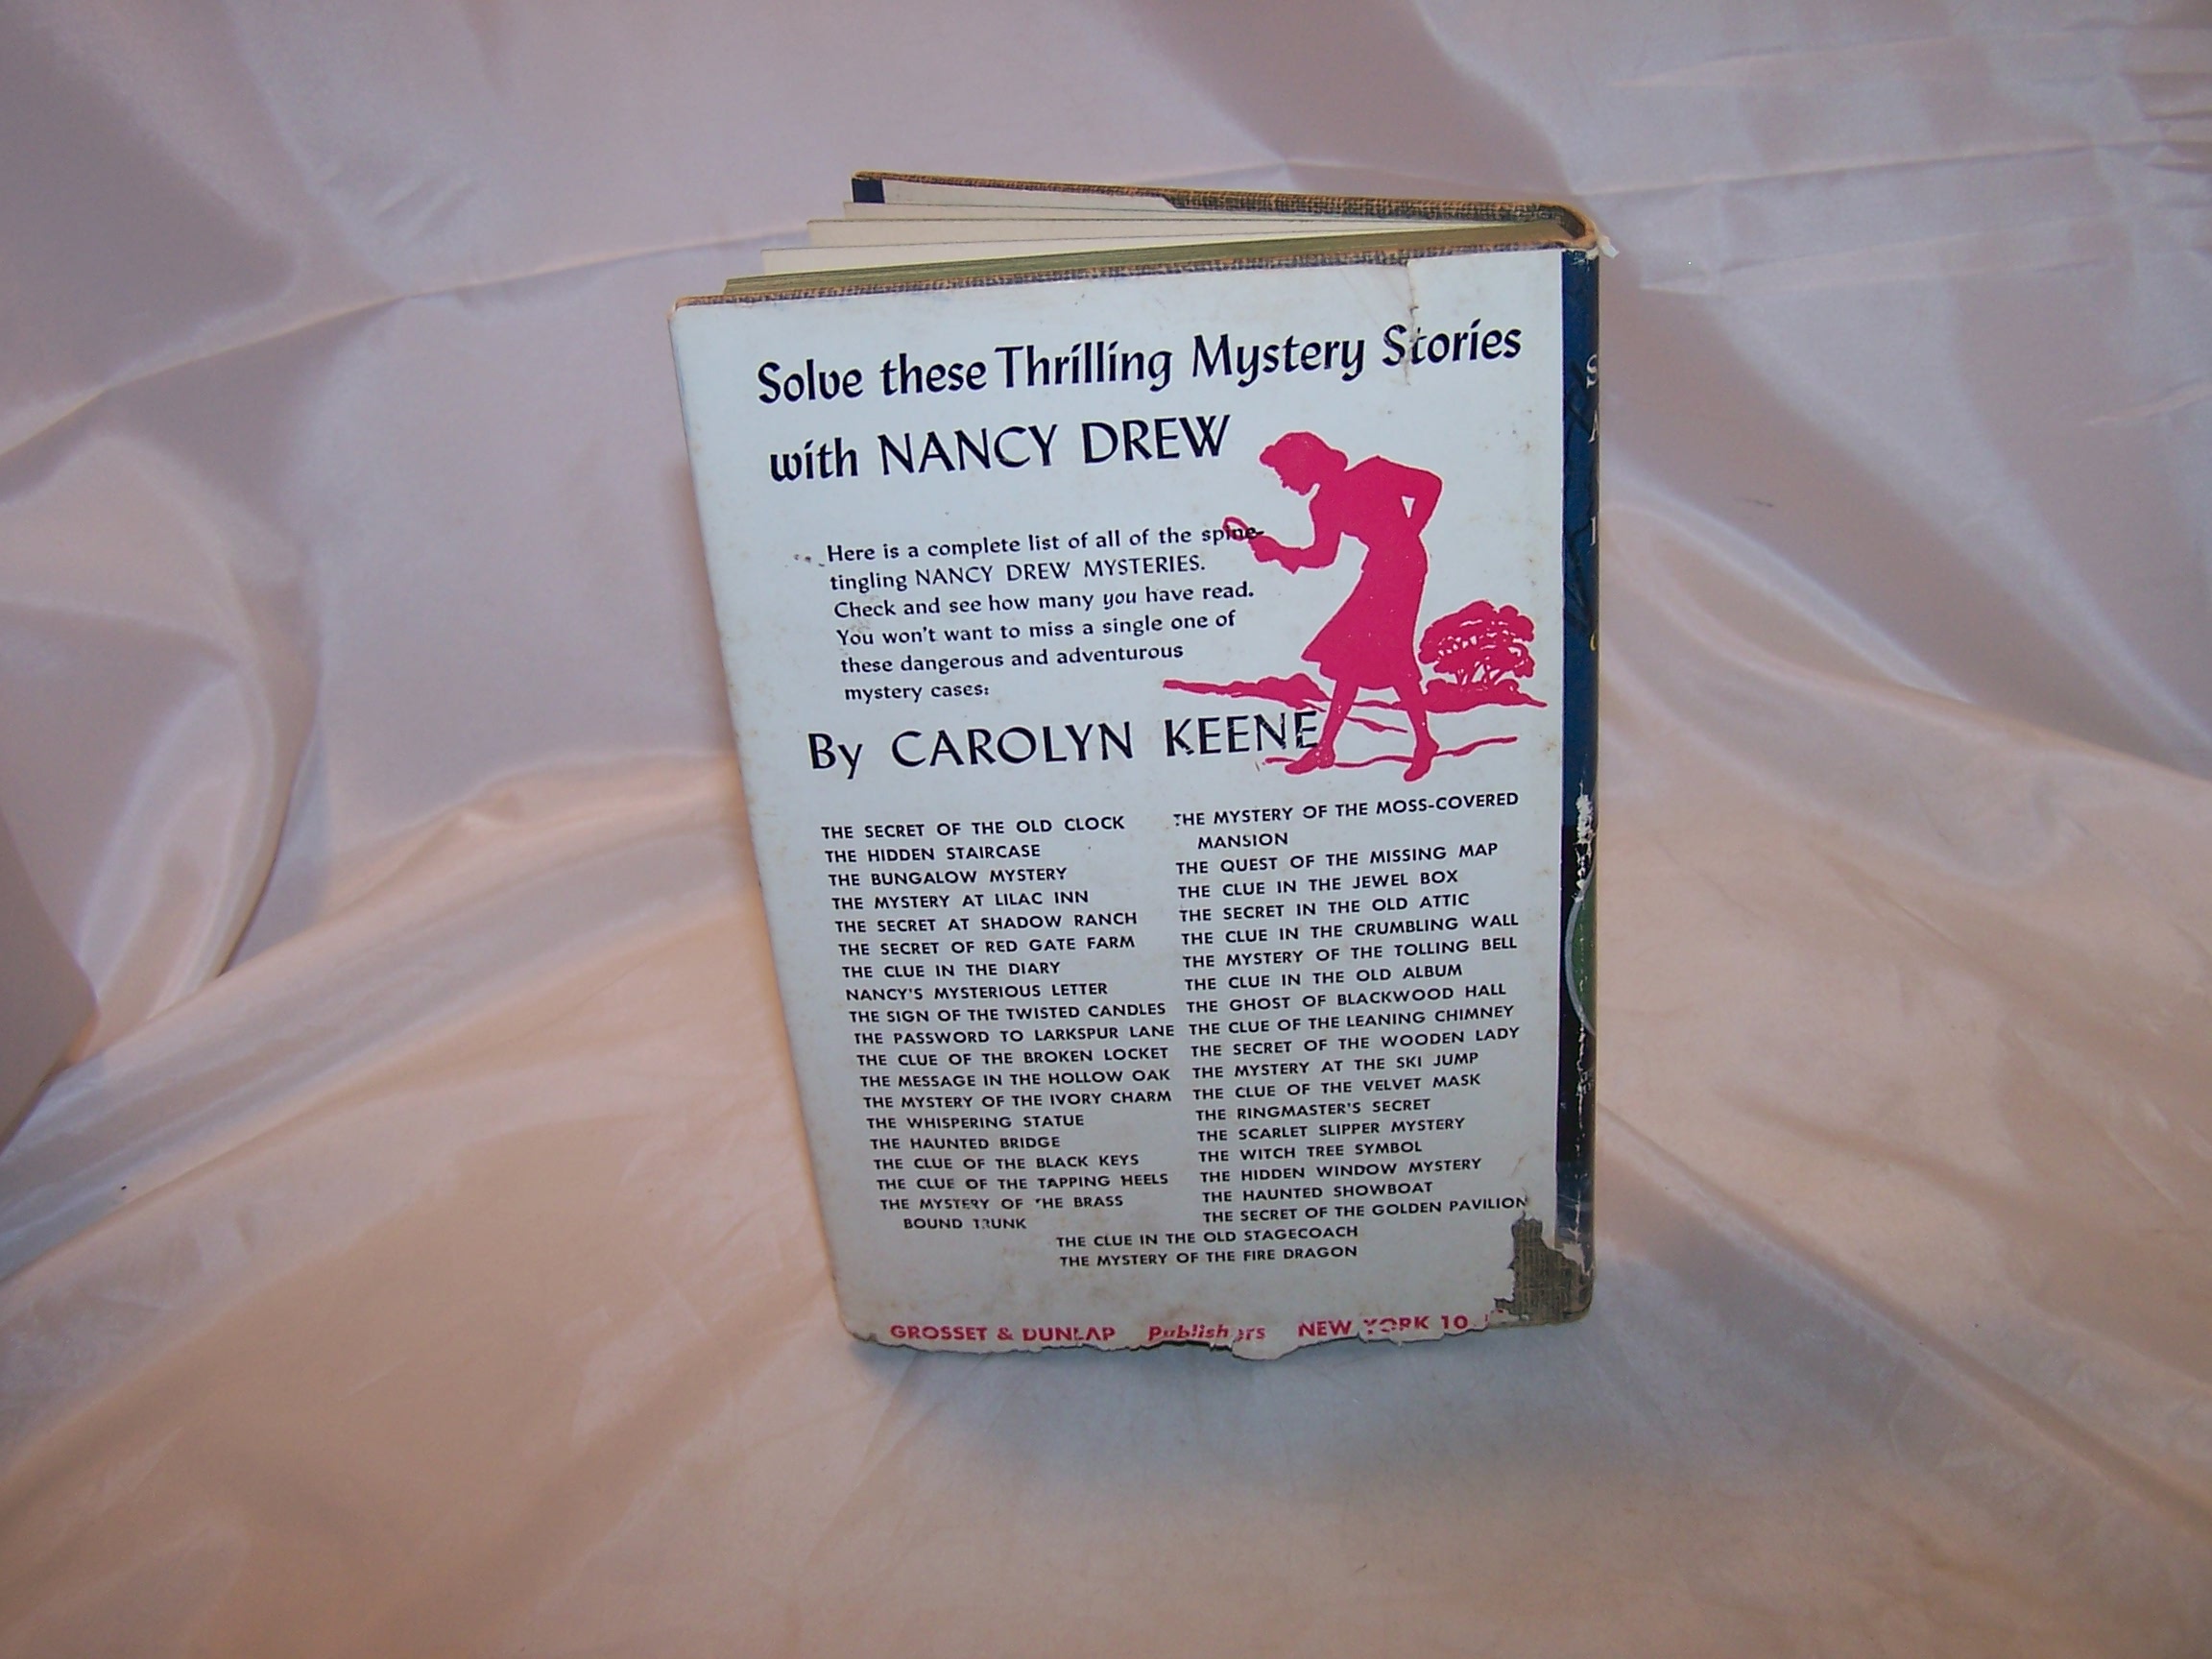 Solve these Thrilling Mystery Stories
with NANCY DREW
Here is a complete list of all of the spine-
tingling NANCY DREW MYSTERIES.
Check and see how many you have read.
You won't want to miss a single one of
these dangerous and adventurous
mystery cases:
By CAROLYN KEENE
THE SECRET OF THE OLD CLOCK
THE HIDDEN STAIRCASE
THE BUNGALOW MYSTERY
THE MYSTERY AT LILAC INN
THE SECRET AT SHADOW RANCH
THE SECRET OF RED GATE FARM
THE CLUE IN THE DIARY
NANCY'S MYSTERIOUS LETTER
THE SIGN OF THE TWISTED CANDLES
THE PASSWORD TO LARKSPUR LANE
THE CLUE OF THE BROKEN LOCKET
THE MESSAGE IN THE HOLLOW OAK
THE MYSTERY OF THE IVORY CHARM
THE WHISPERING STATUE
THE HAUNTED BRIDGE
THE CLUE OF THE BLACK KEYS
THE CLUE OF THE TAPPING HEELS
THE MYSTERY OF THE BRASS
BOUND TRUNK
THE MYSTERY OF THE MOSS-COVERED
MANSION
THE QUEST OF THE MISSING MAP
THE CLUE IN THE JEWEL BOX
THE SECRET IN THE OLD ATTIC
THE CLUE IN THE CRUMBLING WALL
THE MYSTERY OF THE TOLLING BELL
THE CLUE IN THE OLD ALBUM
THE GHOST OF BLACKWOOD HALL
THE CLUE OF THE LEANING CHIMNEY
THE SECRET OF THE WOODEN LADY
THE MYSTERY AT THE SKI JUMP
THE CLUE OF THE VELVET MASK
THE RINGMASTER'S SECRET
THE SCARLET SLIPPER MYSTERY
THE WITCH TREE SYMBOL
THE HIDDEN WINDOW MYSTERY
THE HAUNTED SHOWBOAT
THE SECRET OF THE GOLDEN PAVILION
THE CLUE IN THE OLD STAGECOACH
THE MYSTERY OF THE FIRE DRAGON
GROSSET & DUNLAP Publishers NEW YORK 10